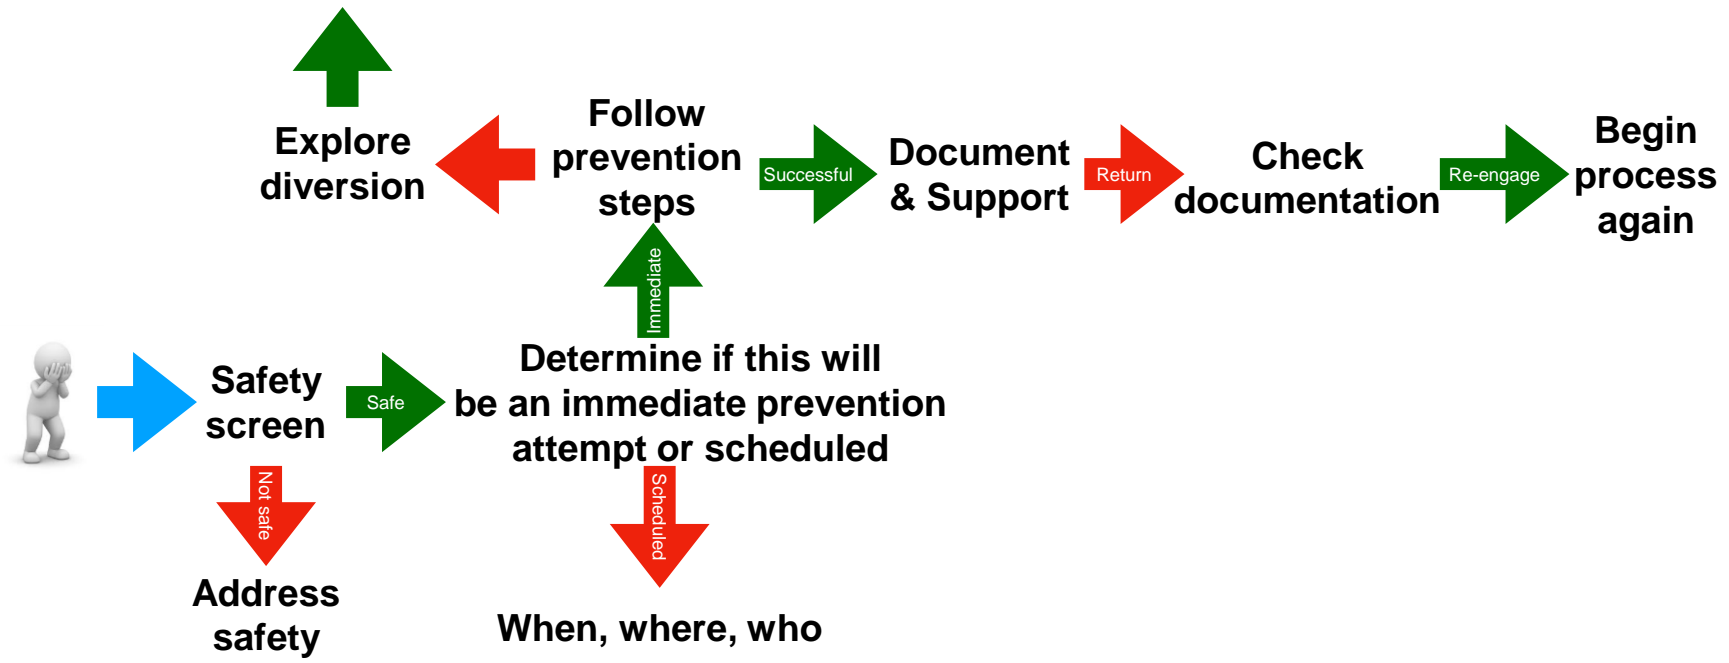 Explore
diversion
Follow
prevention
steps
Successful
Document
& Support
Return
Check
documentation
Re-engage
Begin
process
again
Immediate
Safety
screen
Safe
Determine if this will
be an immediate prevention
attempt or scheduled
Not safe
Scheduled
Address
safety
When, where, who